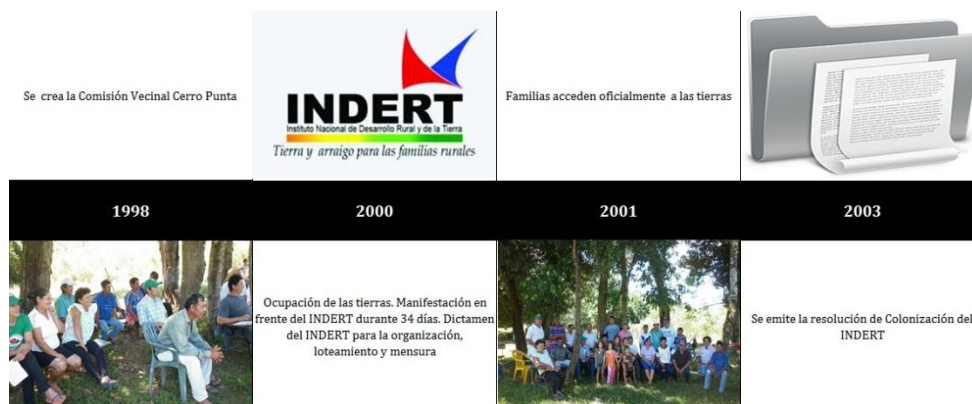 Se crea la Comisión Vecinal Cerro Punta
INDERT
Instituto Nacional de Desarrollo Rural y de la Tierra
Tierra y arraigo para las familias rurales
Familias acceden oficialmente a las tierras
1998
2000
2001
2003
Ocupación de las tierras. Manifestación en
frente del INDERT durante 34 días. Dictamen
del INDERT para la organización,
loteamiento y mensura
Se emite la resolución de Colonización del
INDERT